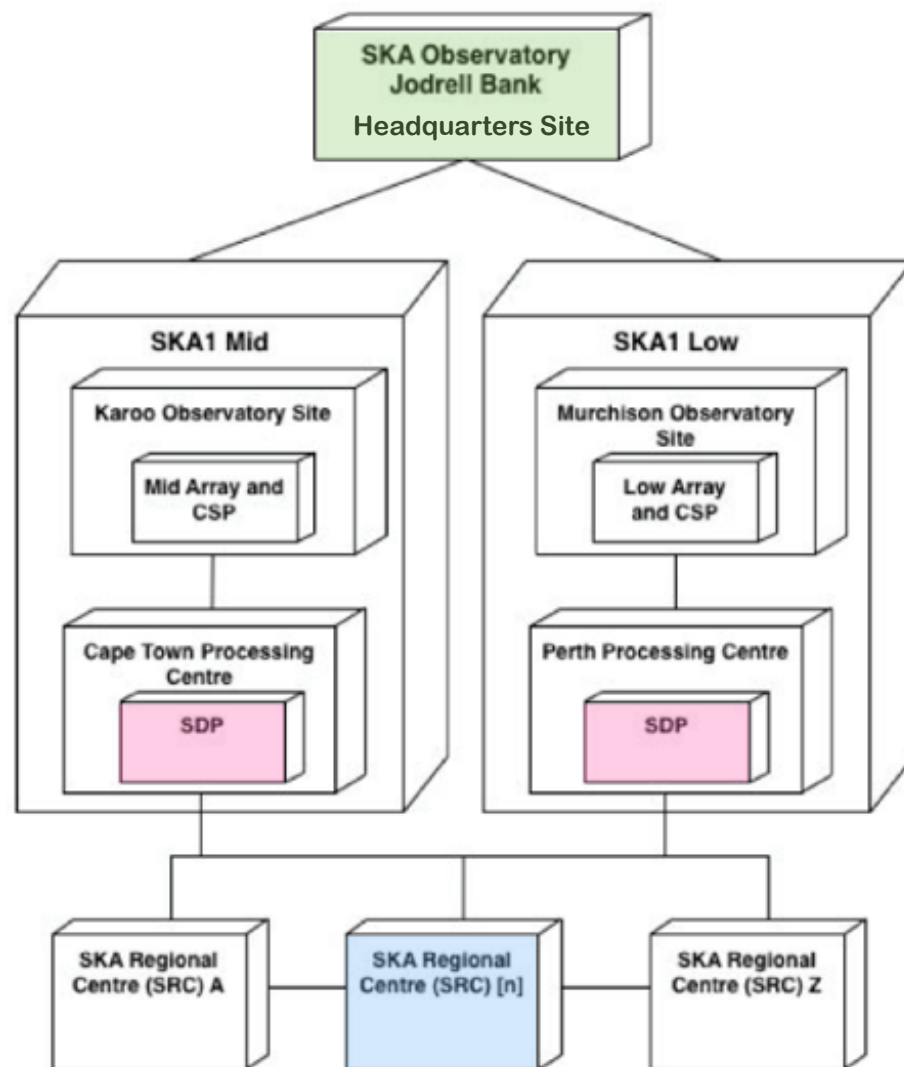 SKA Observatory
Jodrell Bank
Headquarters Site
SKA1 Mid
Karoo Observatory Site
Mid Array and
CSP
Cape Town Processing
Centre
SDP
SKA1 Low
Murchison Observatory
Site
Low Array
and CSP
Perth Processing Centre
SDP
SKA Regional
Centre (SRC) A
SKA Regional
Centre (SRC) [n]
SKA Regional
Centre (SRC) Z